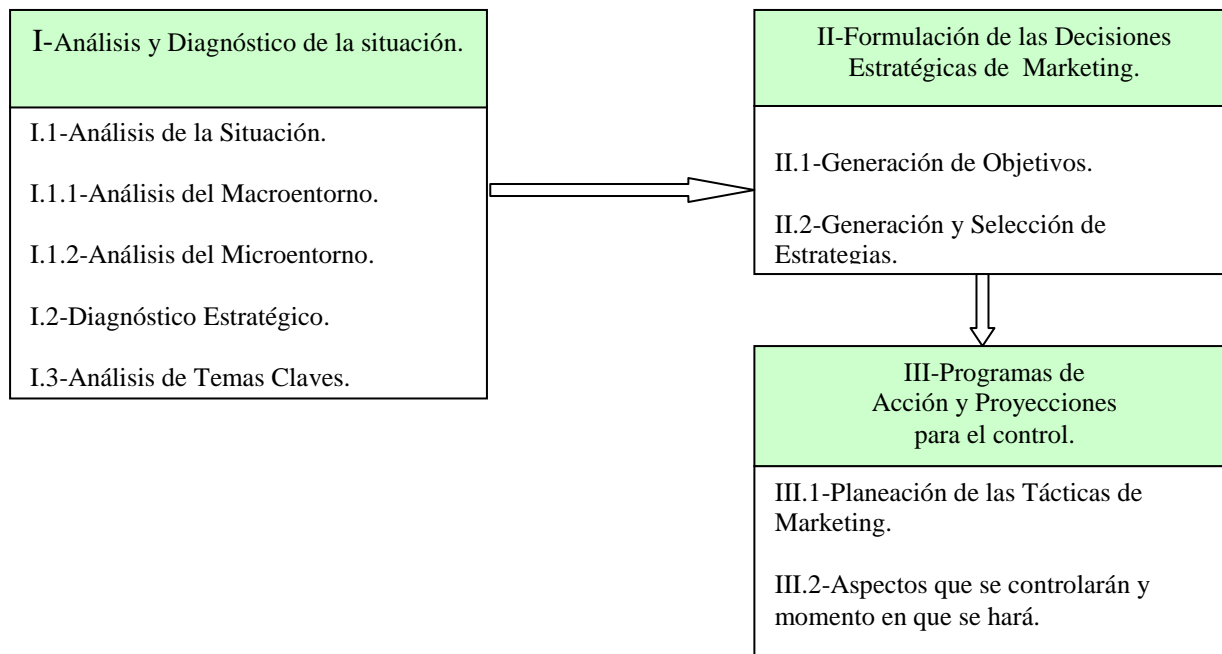 I-Análisis y Diagnóstico de la situación.
I.1-Análisis de la Situación.
I.1.1-Análisis del Macroentorno.
I.1.2-Análisis del Microentorno.
I.2-Diagnóstico Estratégico.
I.3-Análisis de Temas Claves.
II-Formulación de las Decisiones
Estratégicas de Marketing.
II.1-Generación de Objetivos.
II.2-Generación y Selección de
Estrategias.
III-Programas de
Acción y Proyecciones
para el control.
III.1-Planeación de las Tácticas de
Marketing.
III.2-Aspectos que se controlarán y
momento en que se hará.